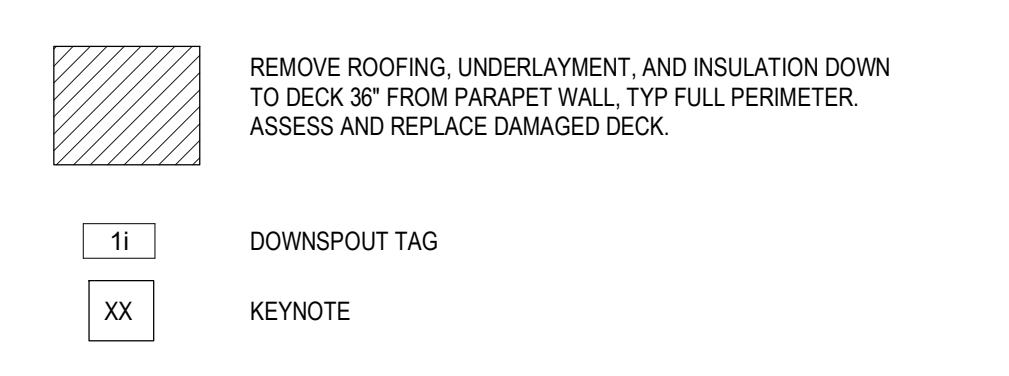 REMOVE ROOFING, UNDERLAYMENT, AND INSULATION DOWN
TO DECK 36" FROM PARAPET WALL, TYP FULL PERIMETER.
ASSESS AND REPLACE DAMAGED DECK.
1i DOWNSPOUT TAG
XX KEYNOTE